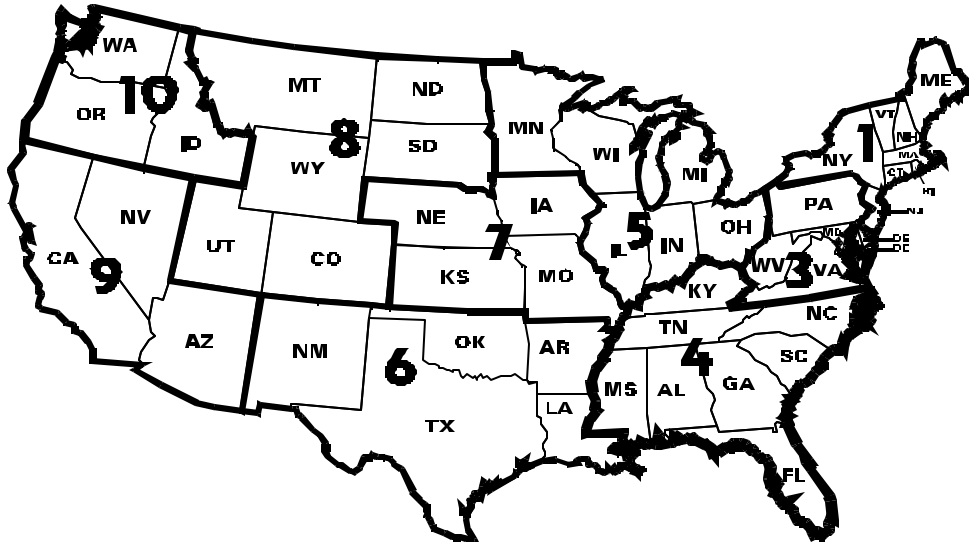 WA
10
OR
ID
MT
ND
8
WY
SD
MN
WI
MI
ME
VT
NH
NY
1
MA
CT
RI
PA
NJ
NE
IA
7
KS
MO
5
IL
IN
OH
MD
DE
DC
WV
3
VA
KY
NV
CA
9
UT
CO
AZ
NM
6
OK
AR
TX
LA
TN
NC
4
SC
MS
AL
GA
FL